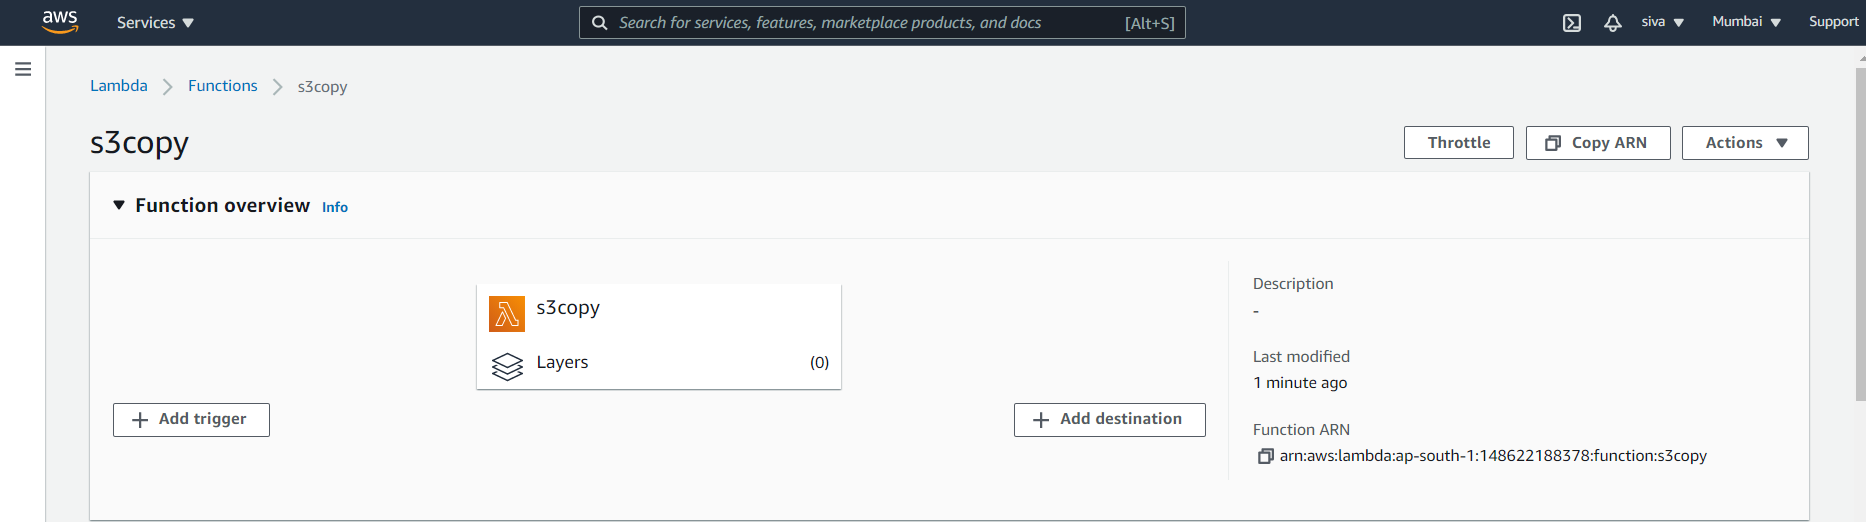 aws Services Search for services, features, marketplace products, and docs [Alt+S] siva Mumbai Support
Lambda Functions s3copy
s3copy Throttle Copy ARN Actions
Function overview Info
s3copy
Layers (0)
Add trigger
Add destination
Description
-
Last modified
1 minute ago
Function ARN
arn:aws:lambda:ap-south-1:148622188378:function:s3copy